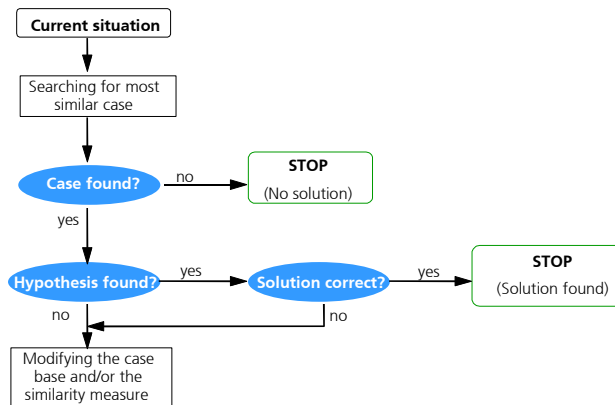 Current situation
Searching for most
similar case
Case found?
no
STOP
(No solution)
yes
Hypothesis found?
yes
Solution correct?
yes
STOP
(Solution found)
no
no
Modifying the case
base and/or the
similarity measure